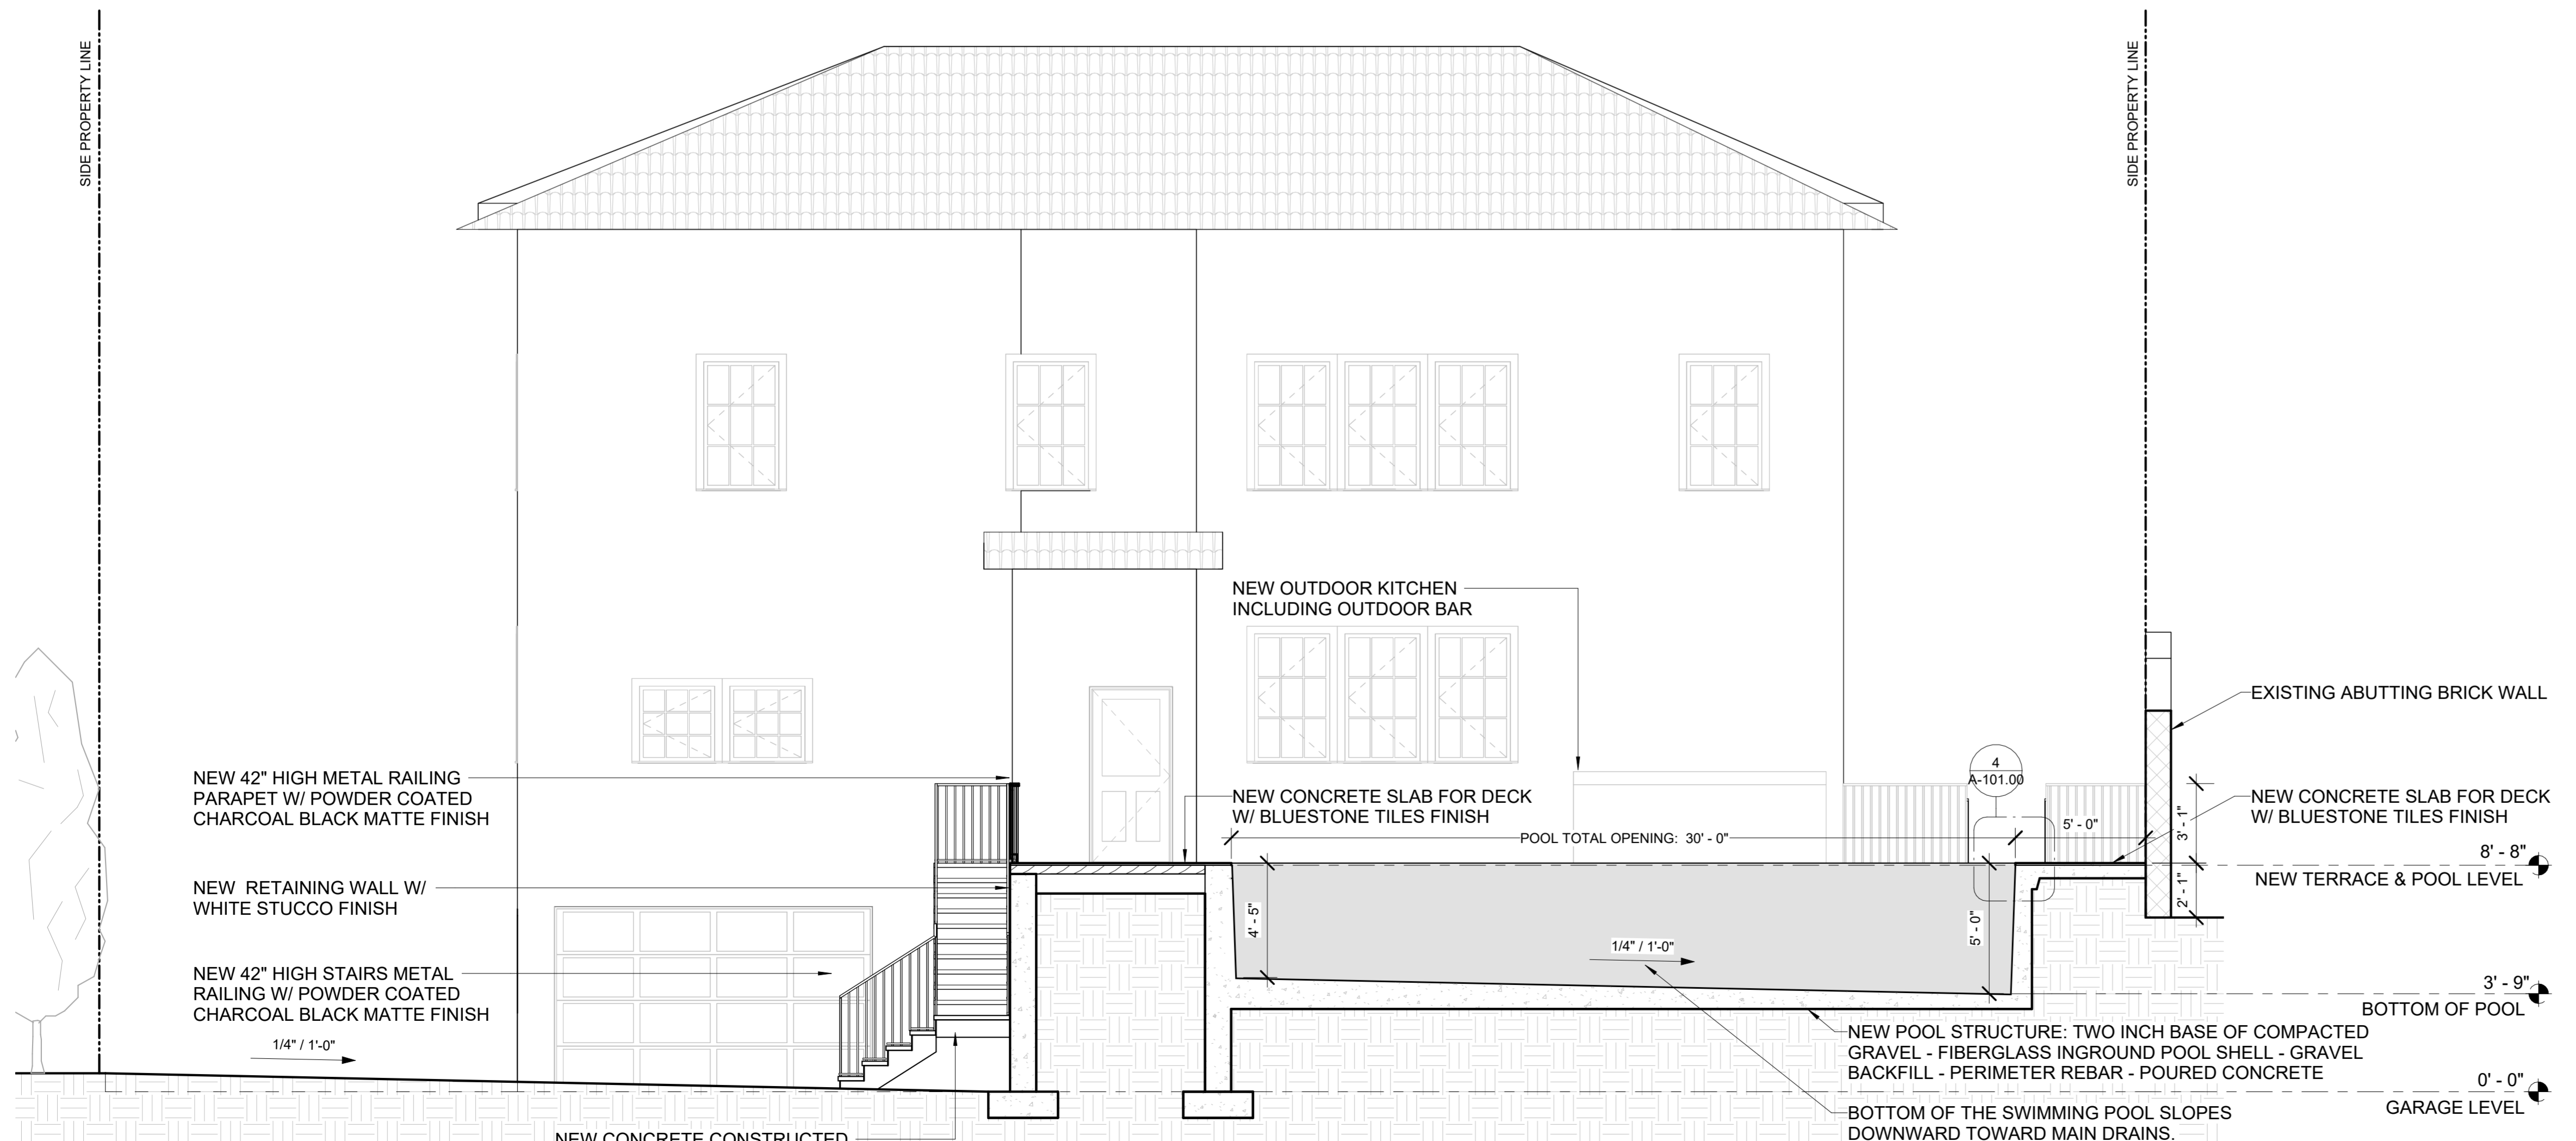 SIDE PROPERTY LINE
SIDE PROPERTY LINE
NEW OUTDOOR KITCHEN
INCLUDING OUTDOOR BAR
EXISTING ABUTTING BRICK WALL
NEW 42" HIGH METAL RAILING
PARAPET W/ POWDER COATED
CHARCOAL BLACK MATTE FINISH
NEW CONCRETE SLAB FOR DECK
W/ BLUESTONE TILES FINISH
4
A-101.00
NEW CONCRETE SLAB FOR DECK
W/ BLUESTONE TILES FINISH
POOL TOTAL OPENING: 30' - 0"
5' - 0"
3' - 1"
8' - 8"
NEW TERRACE & POOL LEVEL
2' - 1"
NEW RETAINING WALL W/
WHITE STUCCO FINISH
4' - 5"
5' - 0"
1/4" / 1'-0"
NEW 42" HIGH STAIRS METAL
RAILING W/ POWDER COATED
CHARCOAL BLACK MATTE FINISH
3' - 9"
BOTTOM OF POOL
1/4" / 1'-0"
NEW POOL STRUCTURE: TWO INCH BASE OF COMPACTED
GRAVEL - FIBERGLASS INGROUND POOL SHELL - GRAVEL
BACKFILL - PERIMETER REBAR - POURED CONCRETE
0' - 0"
GARAGE LEVEL
BOTTOM OF THE SWIMMING POOL SLOPES
DOWNWARD TOWARD MAIN DRAINS.
NEW CONCRETE CONSTRUCTED